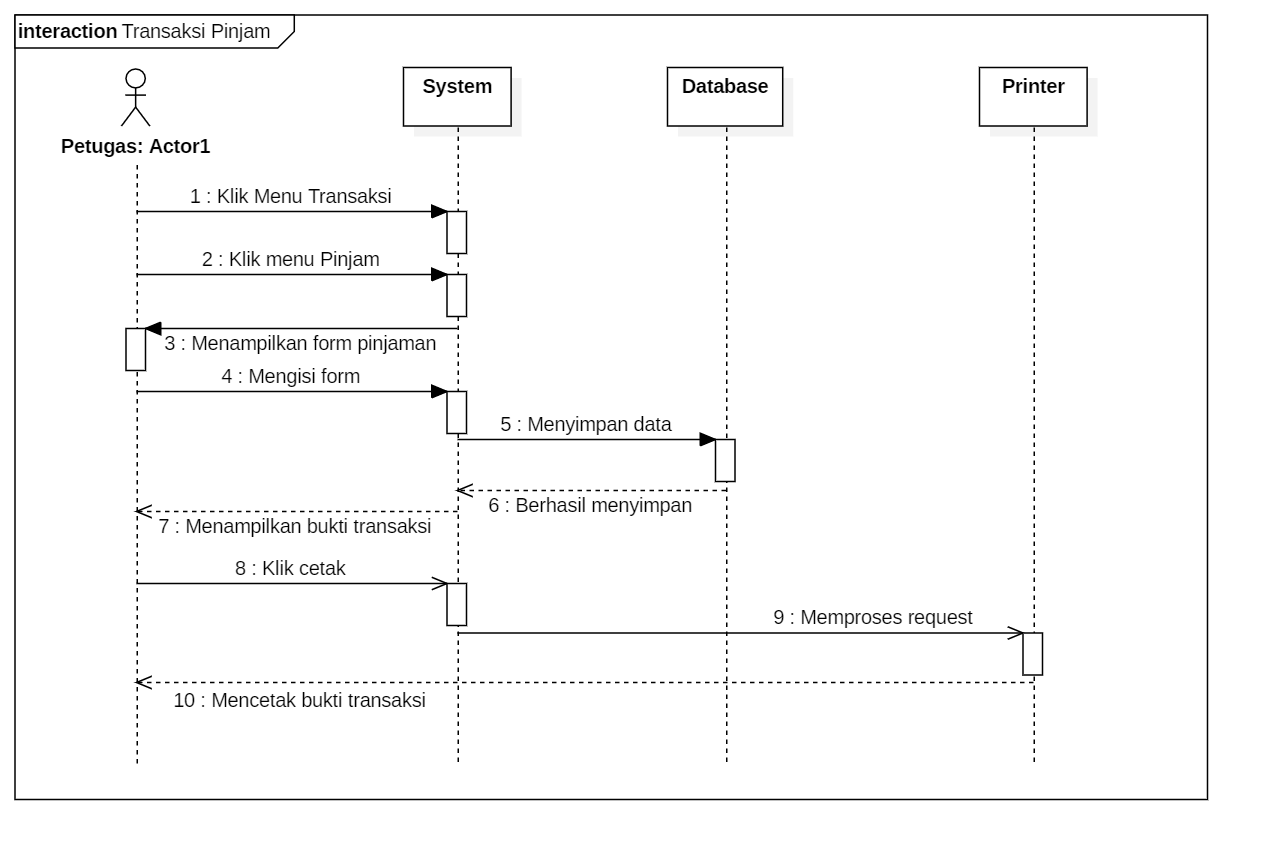 interaction Transaksi Pinjam
System
Database
Printer
Petugas: Actor1
1 : Klik Menu Transaksi
2 : Klik menu Pinjam
3 : Menampilkan form pinjaman
4 : Mengisi form
5 : Menyimpan data
6 : Berhasil menyimpan
7 : Menampilkan bukti transaksi
8 : Klik cetak
9 : Memproses request
10 : Mencetak bukti transaksi